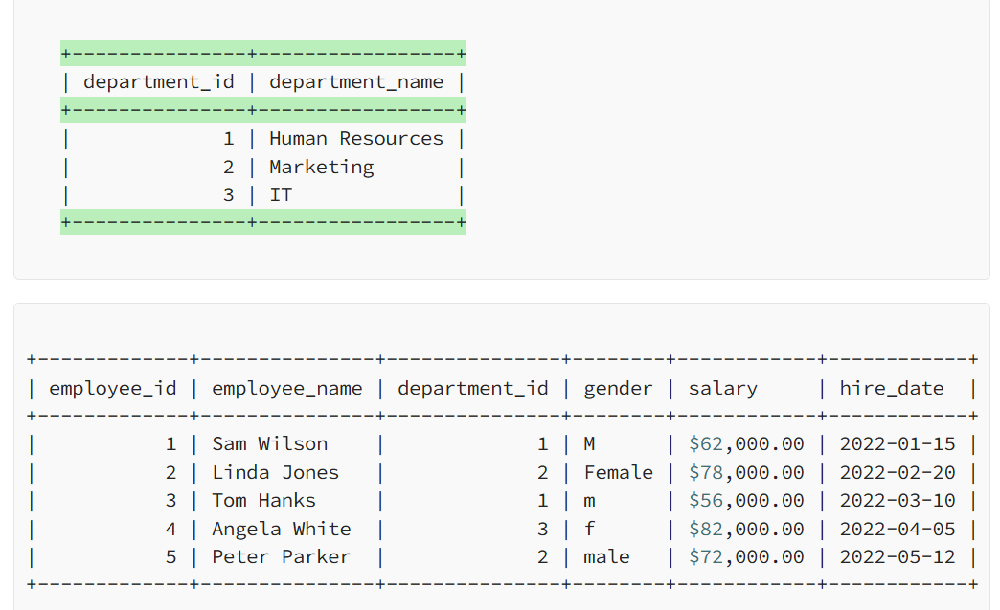 +---------------+-----------------+
| department_id | department_name |
+---------------+-----------------+
|             1 | Human Resources |
|             2 | Marketing       |
|             3 | IT              |
+---------------+-----------------+
+-------------+---------------+---------------+--------+------------+------------+
| employee_id | employee_name | department_id | gender | salary     | hire_date  |
+-------------+---------------+---------------+--------+------------+------------+
|           1 | Sam Wilson    |             1 | M      | $62,000.00 | 2022-01-15 |
|           2 | Linda Jones   |             2 | Female | $78,000.00 | 2022-02-20 |
|           3 | Tom Hanks     |             1 | m      | $56,000.00 | 2022-03-10 |
|           4 | Angela White  |             3 | f      | $82,000.00 | 2022-04-05 |
|           5 | Peter Parker  |             2 | male   | $72,000.00 | 2022-05-12 |
+-------------+---------------+---------------+--------+------------+------------+